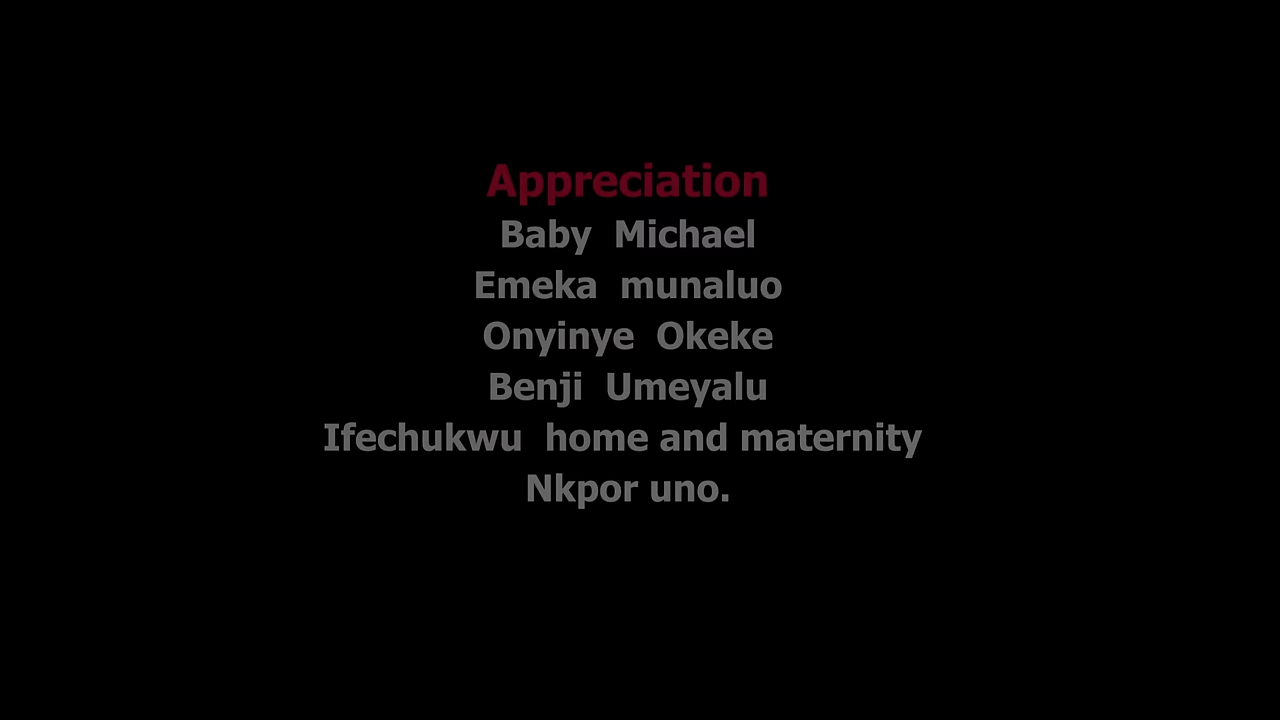 Appreciation
Baby  Michael
Emeka  munaluo
Onyinye  Okeke
Benji  Umeyalu
Ifechukwu  home and maternity
Nkpor uno.